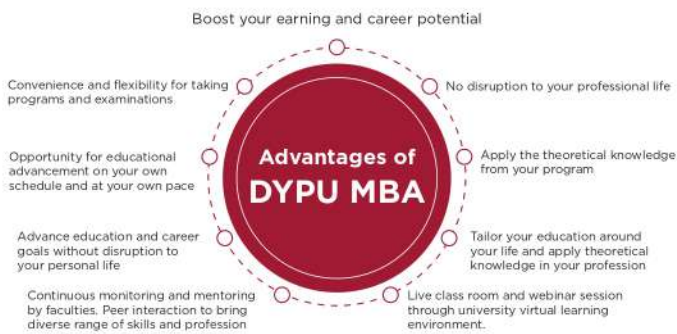 Boost your earning and career potential
Convenience and flexibility for taking
programs and examinations
No disruption to your professional life
Opportunity for educational
advancement on your own
schedule and at your own pace
Advantages of
DYPU MBA
Apply the theoretical knowledge
from your program
Advance education and career
goals without disruption to
your personal life
Tailor your education around
your life and apply theoretical
knowledge in your profession
Continuous monitoring and mentoring
by faculties. Peer interaction to bring
diverse range of skills and profession
Live class room and webinar session
through university virtual learning
environment.